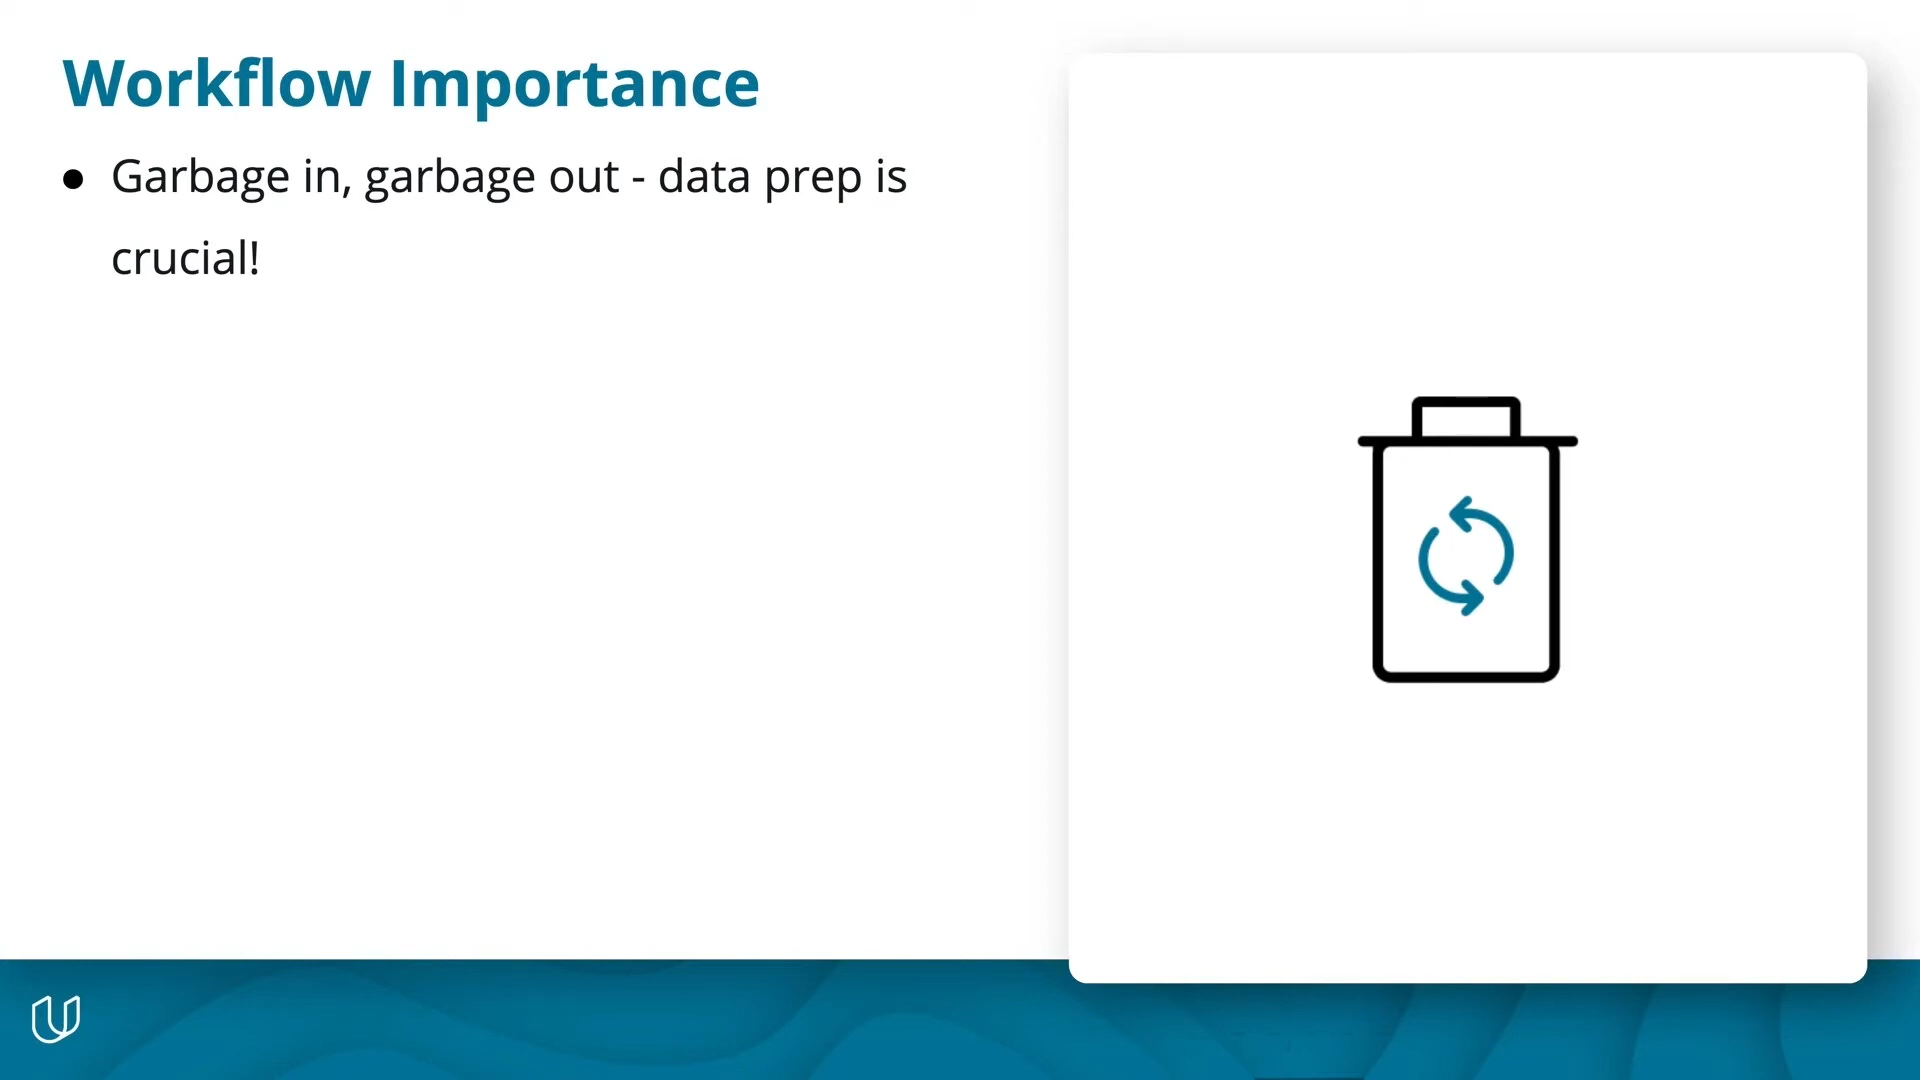 Workflow Importance
● Garbage in, garbage out - data prep is
crucial!